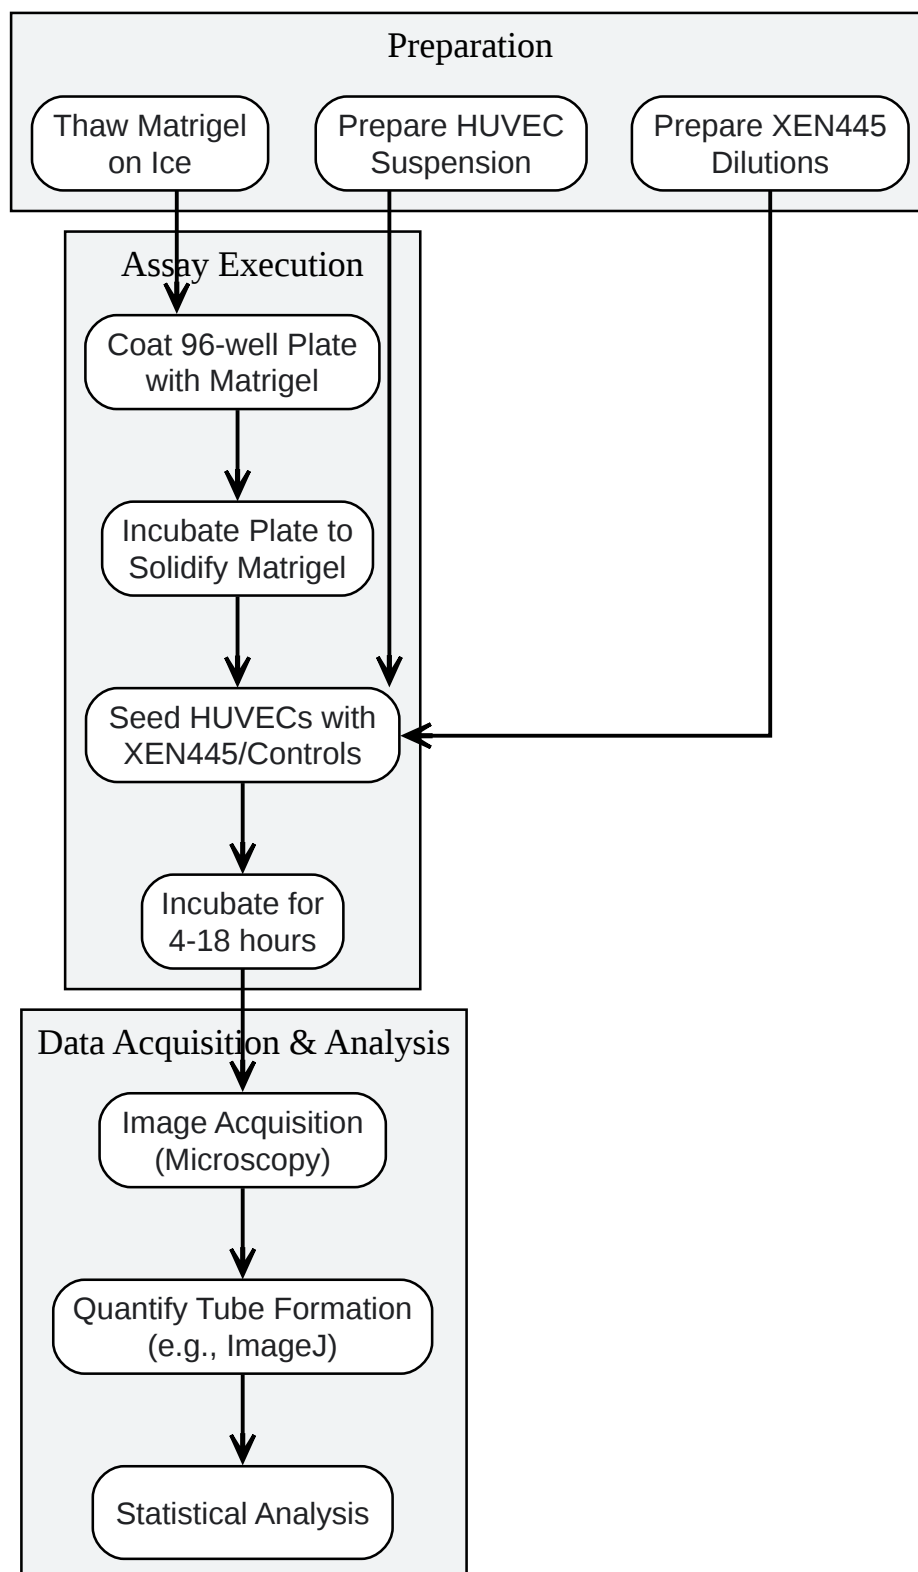 Preparation
Thaw Matrigel
on Ice
Prepare HUVEC
Suspension
Prepare XEN445
Dilutions
Assay Execution
Coat 96-well Plate
with Matrigel
Incubate Plate to
Solidify Matrigel
Seed HUVECs with
XEN445/Controls
Incubate for
4-18 hours
Data Acquisition & Analysis
Image Acquisition
(Microscopy)
Quantify Tube Formation
(e.g., ImageJ)
Statistical Analysis